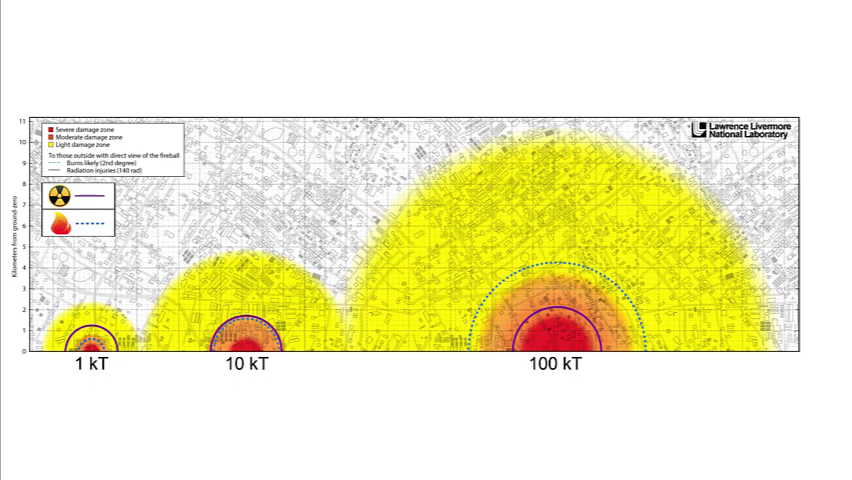 11
10
9
8
7
6
5
4
3
2
1
0
Kilometers from ground zero
Severe damage zone
Moderate damage zone
Light damage zone
To those outside with direct view of the fireball
Burns likely (2nd degree)
Radiation injuries (140 rad)
Lawrence Livermore
National Laboratory
1 kT
10 kT
100 kT